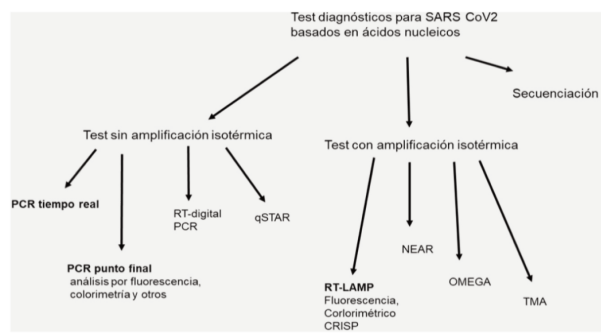 Test diagnósticos para SARS CoV2
basados en ácidos nucleicos
Secuenciación
Test sin amplificación isotérmica
Test con amplificación isotérmica
PCR tiempo real
RT-digital
PCR
qSTAR
PCR punto final
análisis por fluorescencia,
colorimetría y otros
NEAR
RT-LAMP
Fluorescencia,
Corlorimétrico
CRISP
OMEGA
TMA